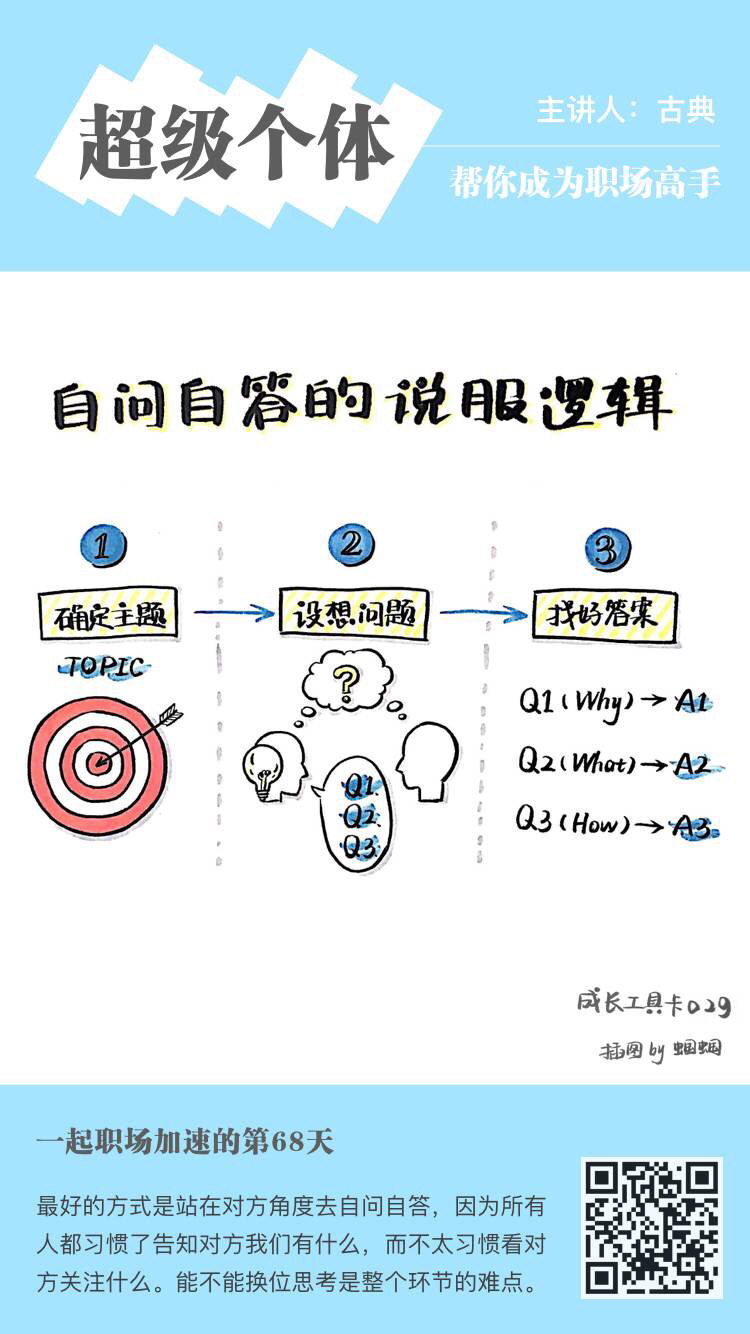 超级个体
主讲人：古典
帮你成为职场高手
自问自答的说服逻辑
1
2
3
确定主题
设想问题
找好答案
TOPIC
?
Q1
Q2
Q3
Q1(Why)→A1
Q2(What)→A2
Q3(How)→A3
成长工具卡029
插图by 蝈蝈
一起职场加速的第68天
最好的方式是站在对方角度去自问自答，因为所有
人都习惯了告知对方我们有什么，而不太习惯看对
方关注什么。能不能换位思考是整个环节的难点。